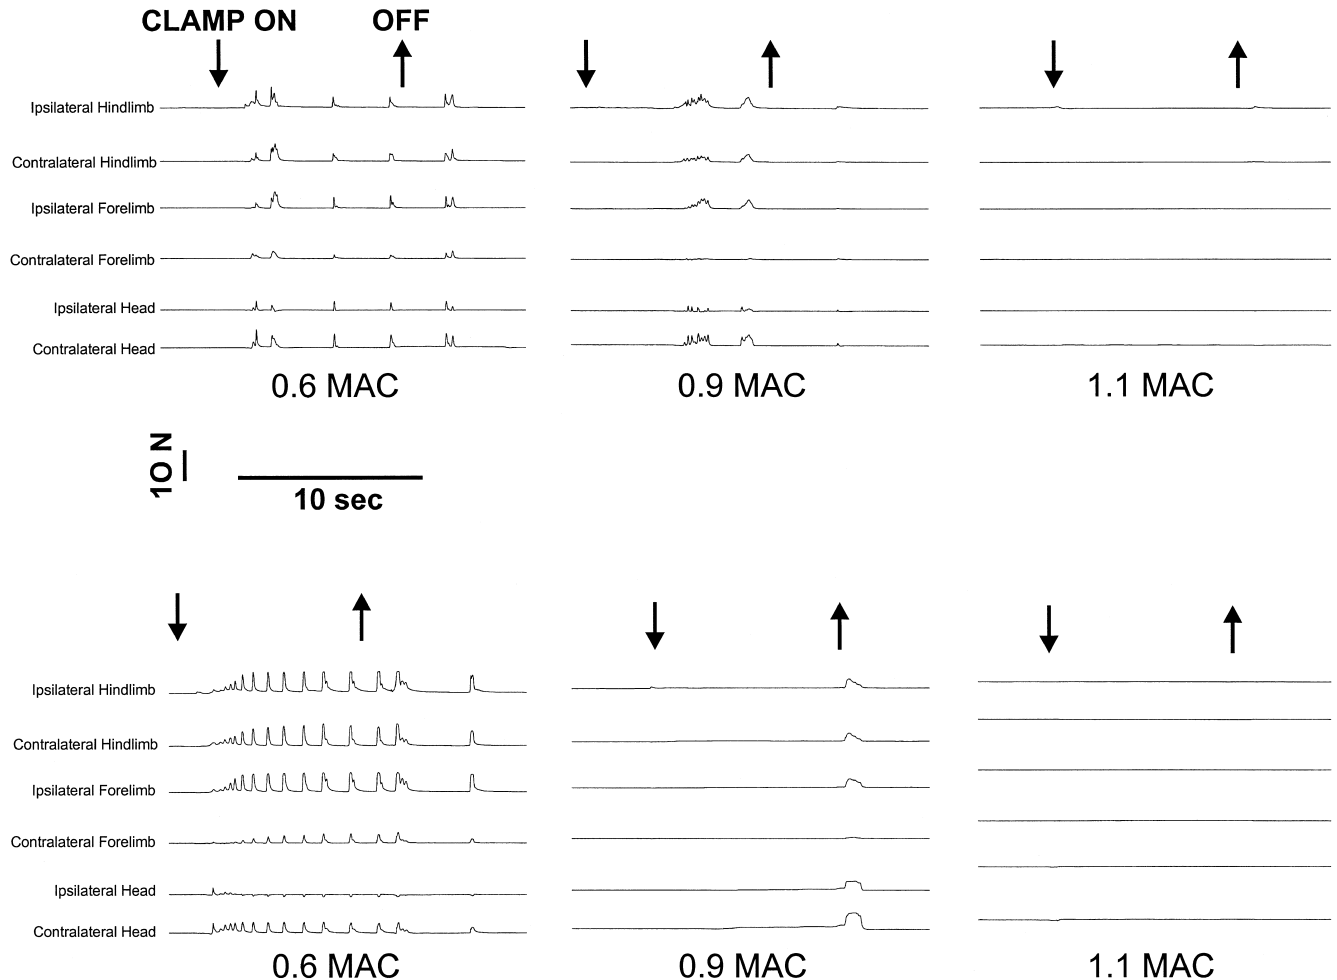 CLAMP ON OFF
Ipsilateral Hindlimb
Contralateral Hindlimb
Ipsilateral Forelimb
Contralateral Forelimb
Ipsilateral Head
Contralateral Head
0.6 MAC 0.9 MAC 1.1 MAC
10 N
10 sec
Ipsilateral Hindlimb
Contralateral Hindlimb
Ipsilateral Forelimb
Contralateral Forelimb
Ipsilateral Head
Contralateral Head
0.6 MAC 0.9 MAC 1.1 MAC